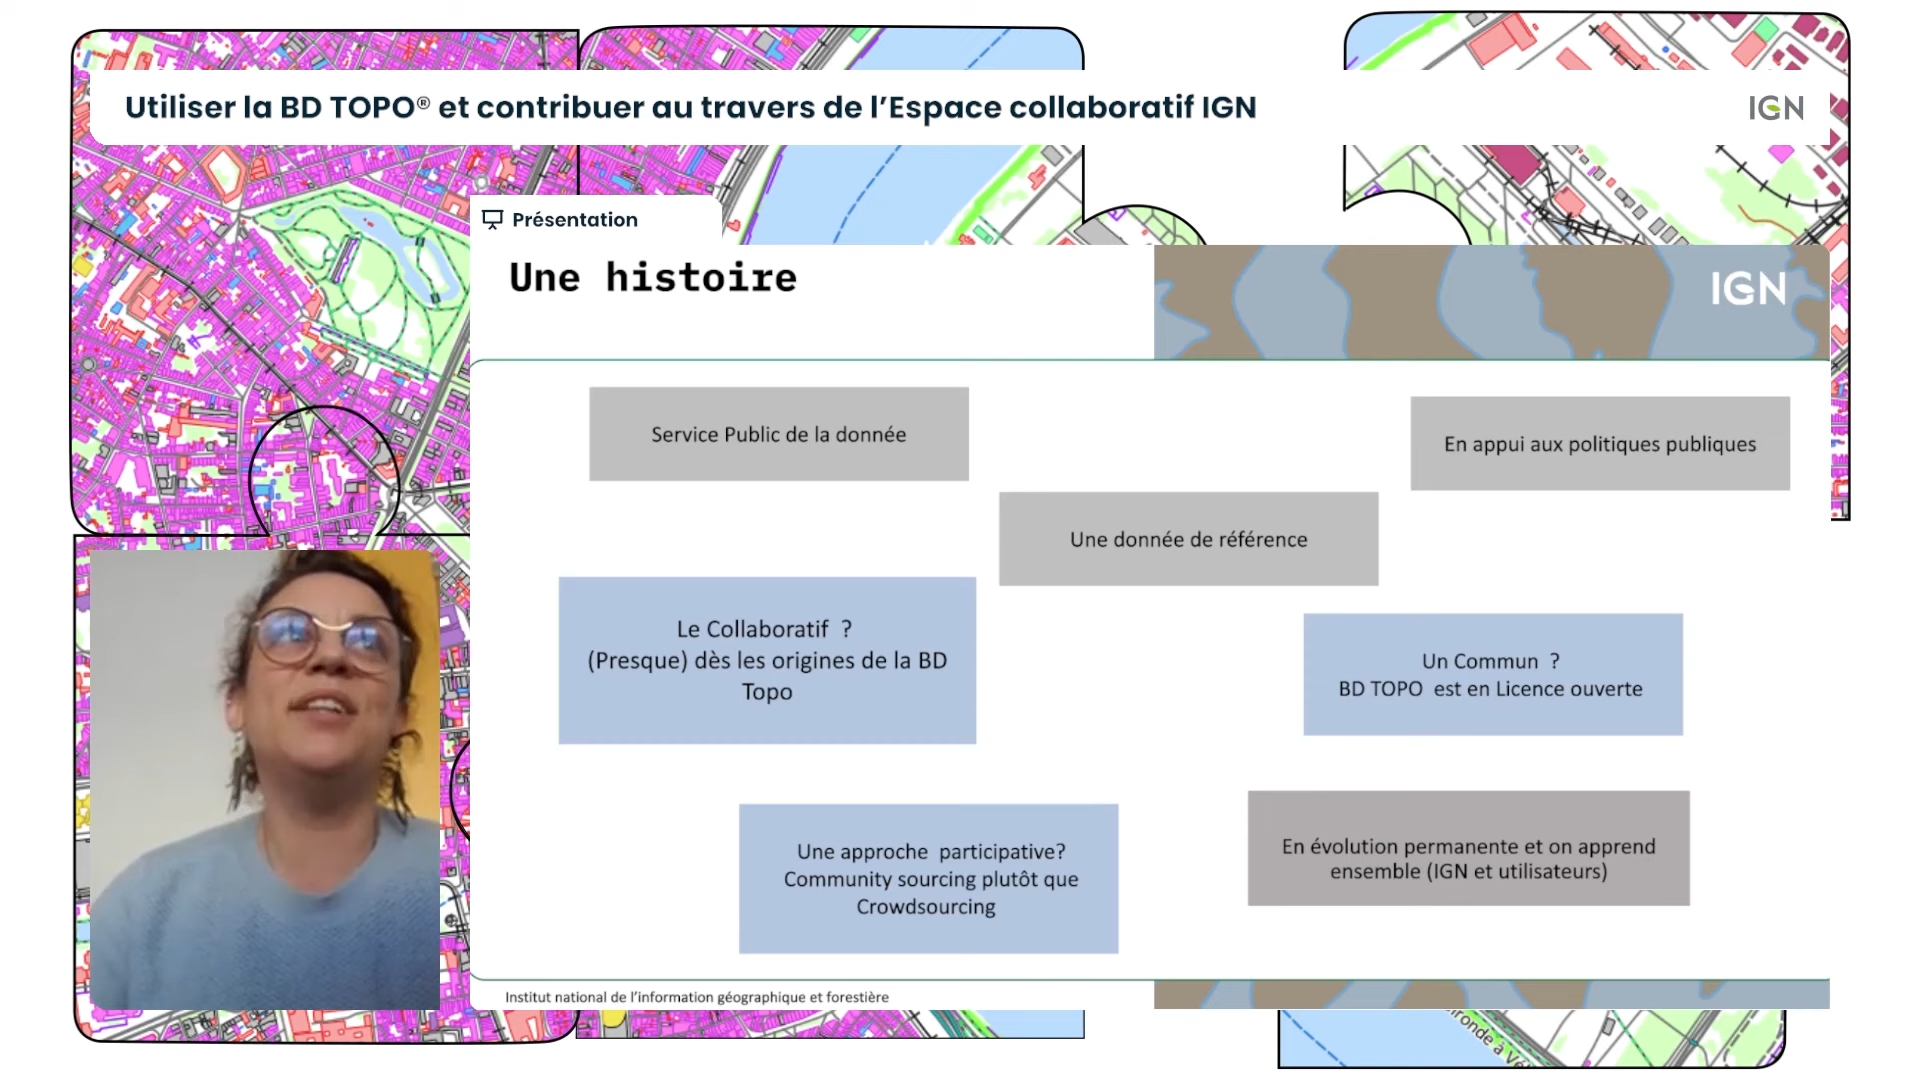 Utiliser la BD TOPO® et contribuer au travers de l’Espace collaboratif IGN
IGN
Présentation
Une histoire
IGN
Service Public de la donnée
En appui aux politiques publiques
Une donnée de référence
Le Collaboratif ?
(Presque) dès les origines de la BD
Topo
Un Commun ?
BD TOPO est en Licence ouverte
Une approche participative?
Community sourcing plutôt que
Crowdsourcing
En évolution permanente et on apprend
ensemble (IGN et utilisateurs)
Institut national de l’information géographique et forestière